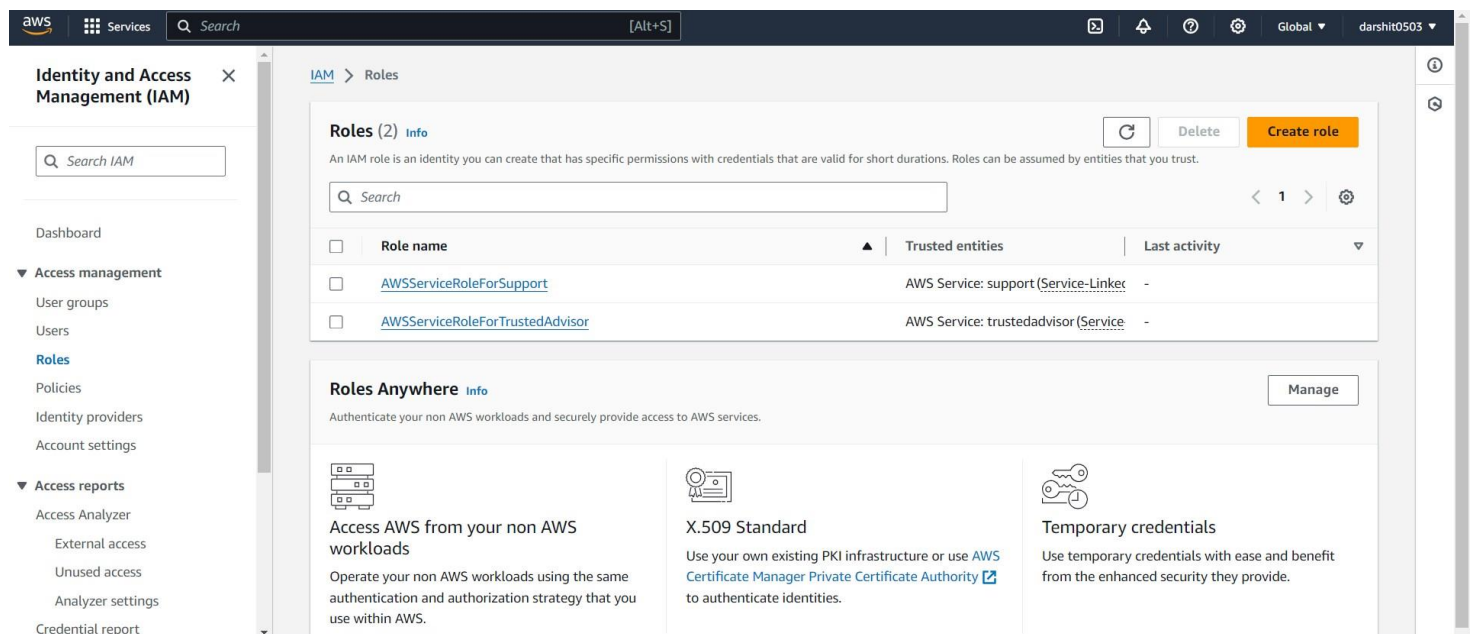 aws
Services
Search
[Alt+S]
Global
darshit0503
Identity and Access
Management (IAM)
Search IAM
Dashboard
Access management
User groups
Users
Roles
Policies
Identity providers
Account settings
Access reports
Access Analyzer
External access
Unused access
Analyzer settings
Credential report
IAM > Roles
Roles (2) Info
Delete
Create role
An IAM role is an identity you can create that has specific permissions with credentials that are valid for short durations. Roles can be assumed by entities that you trust.
Search
1
Role name
Trusted entities
Last activity
AWSServiceRoleForSupport
AWS Service: support (Service-Linked
-
AWSServiceRoleForTrustedAdvisor
AWS Service: trustedadvisor (Service
-
Roles Anywhere Info
Manage
Authenticate your non AWS workloads and securely provide access to AWS services.
Access AWS from your non AWS
workloads
Operate your non AWS workloads using the same
authentication and authorization strategy that you
use within AWS.
X.509 Standard
Use your own existing PKI infrastructure or use AWS
Certificate Manager Private Certificate Authority
to authenticate identities.
Temporary credentials
Use temporary credentials with ease and benefit
from the enhanced security they provide.